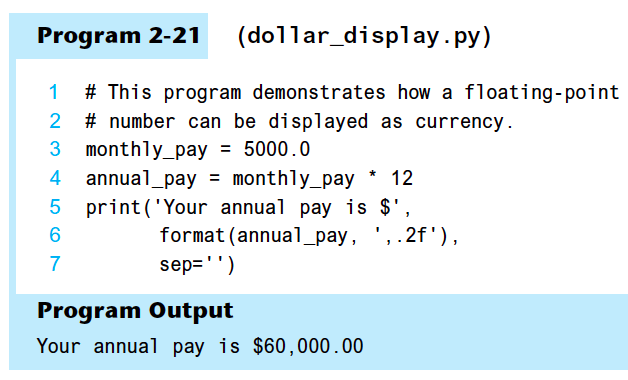 Program 2-21 (dollar_display.py)
1 # This program demonstrates how a floating-point
2 # number can be displayed as currency.
3 monthly_pay = 5000.0
4 annual_pay = monthly_pay * 12
5 print('Your annual pay is $',
6 format(annual_pay, ',.2f'),
7 sep='')
Program Output
Your annual pay is $60,000.00